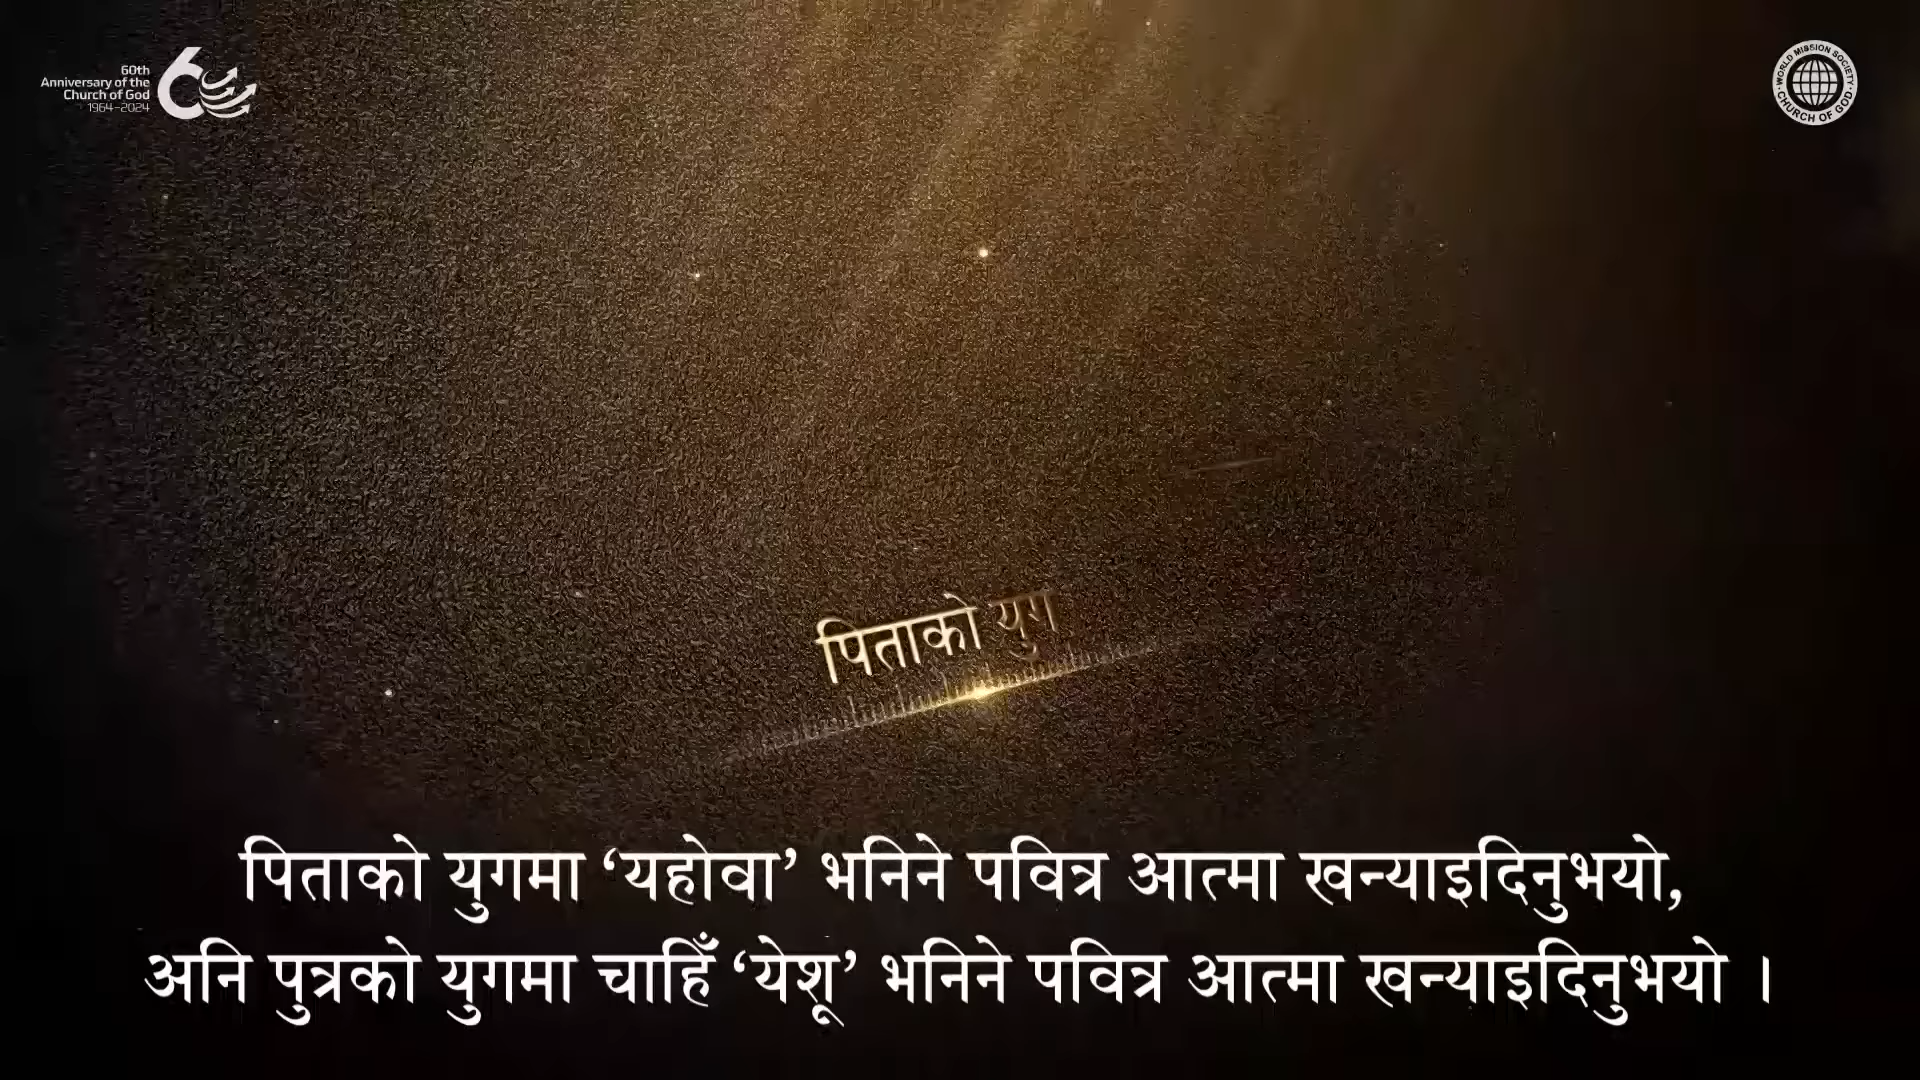 60th
Anniversary of the
Church of God
1964-2024
WORLD MISSION SOCIETY
CHURCH OF GOD
पिताको युग
पिताको युगमा ‘यहोवा’ भनिने पवित्र आत्मा खन्याइदिनुभयो,
अनि पुत्रको युगमा चाहिँ ‘येशू’ भनिने पवित्र आत्मा खन्याइदिनुभयो ।